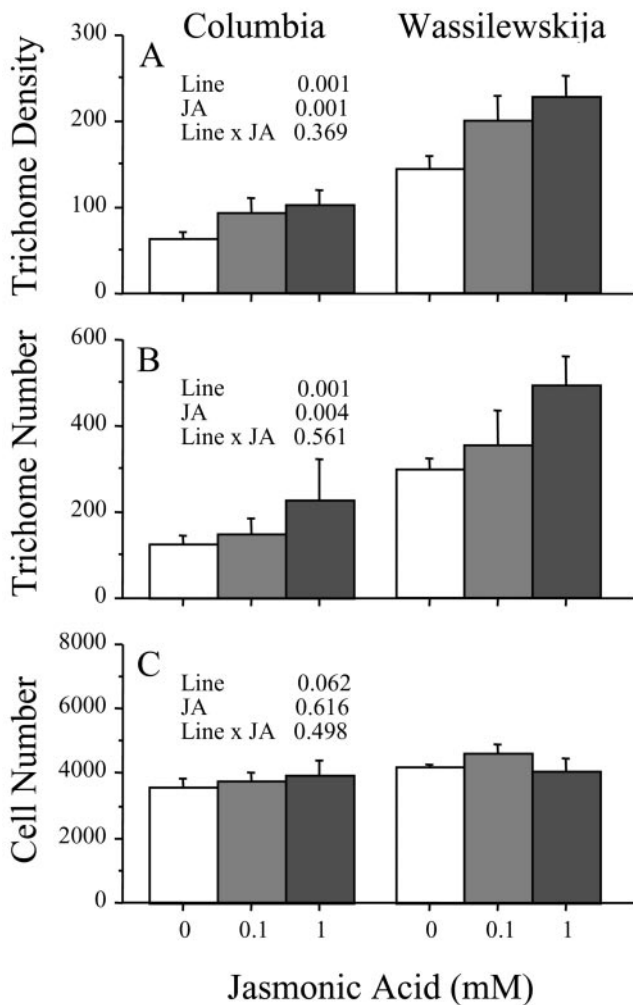 Columbia Wassilewskija
A
Trichome Density
300
200
100
0
Line 0.001
JA 0.001
Line x JA 0.369
B
Trichome Number
600
400
200
0
Line 0.001
JA 0.004
Line x JA 0.561
C
Cell Number
8000
6000
4000
2000
0
Line 0.062
JA 0.616
Line x JA 0.498
0 0.1 1 0 0.1 1
Jasmonic Acid (mM)